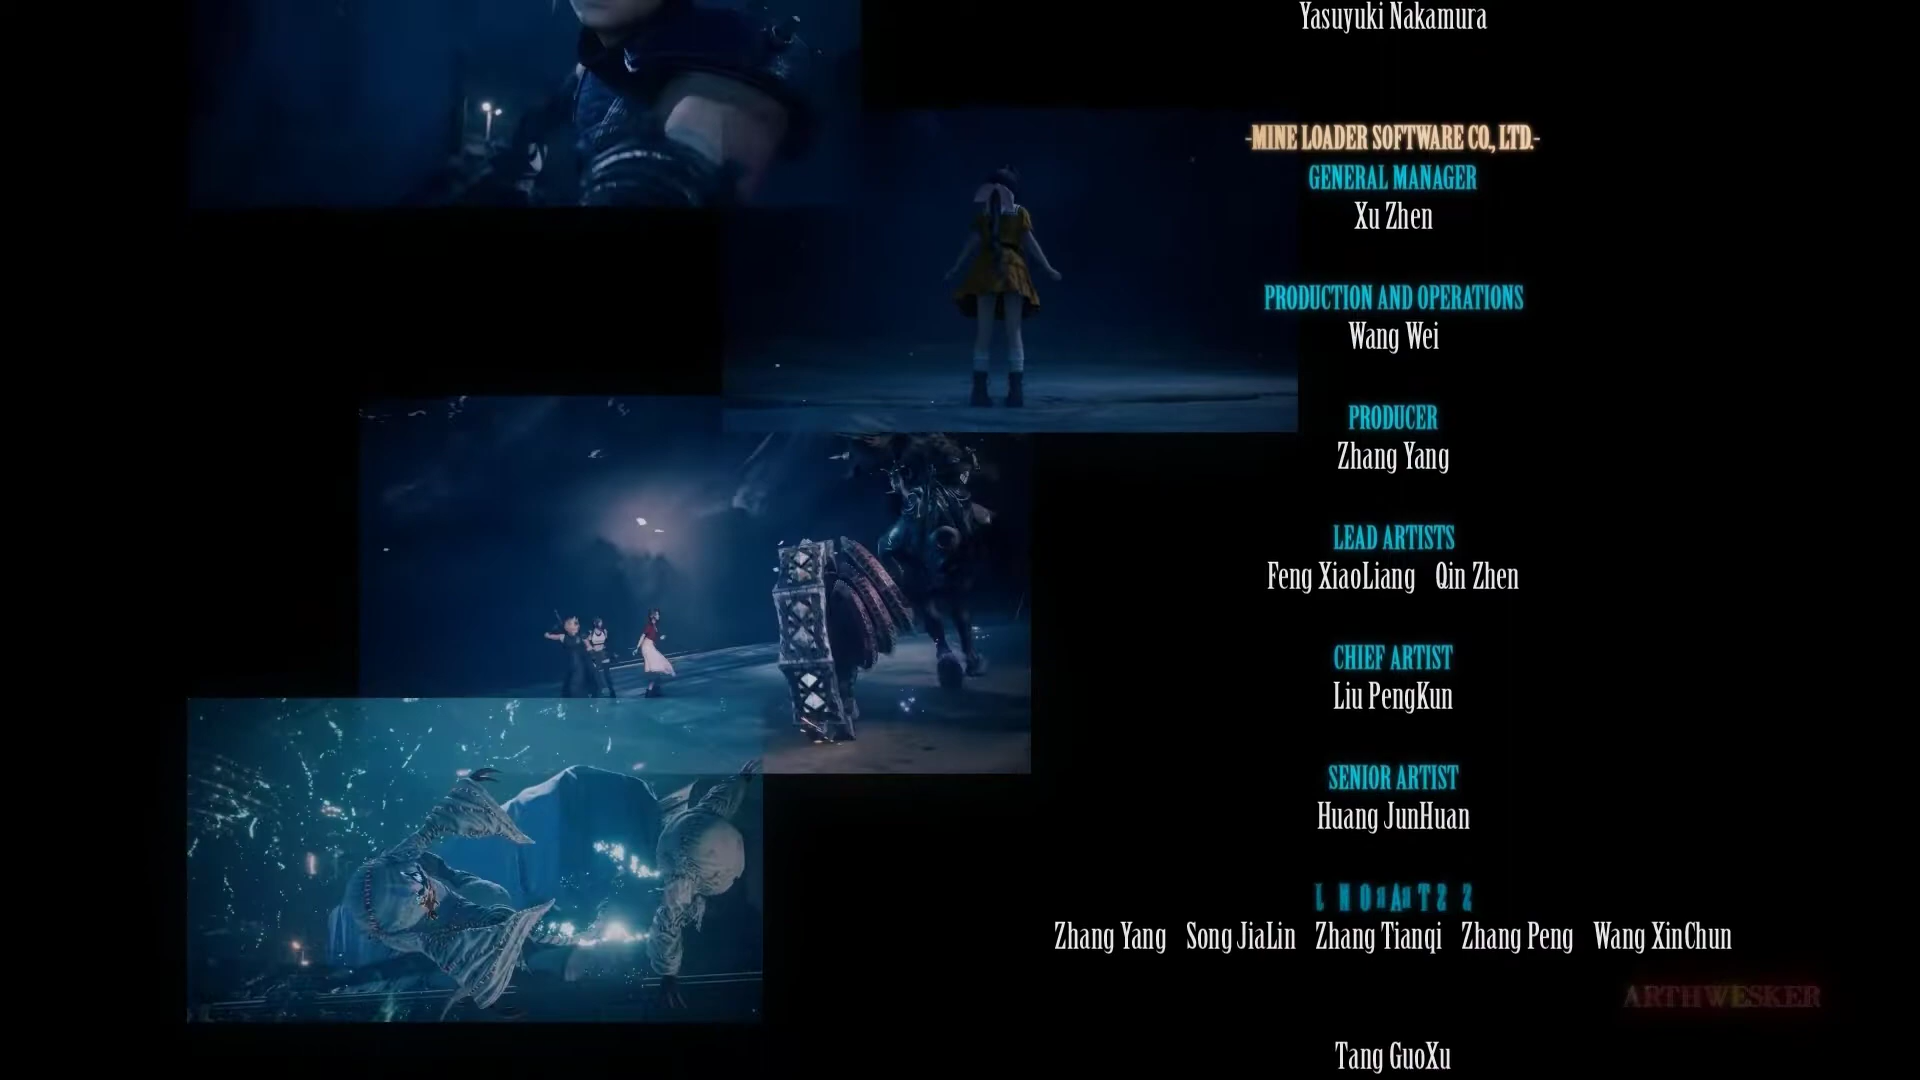 Yasuyuki Nakamura
-MINE LOADER SOFTWARE CO., LTD.-
GENERAL MANAGER
Xu Zhen
PRODUCTION AND OPERATIONS
Wang Wei
PRODUCER
Zhang Yang
LEAD ARTISTS
Feng XiaoLiang Qin Zhen
CHIEF ARTIST
Liu PengKun
SENIOR ARTIST
Huang JunHuan
Zhang Yang Song JiaLin Zhang Tianqi Zhang Peng Wang XinChun
ARTHWESKER
Tang GuoXu